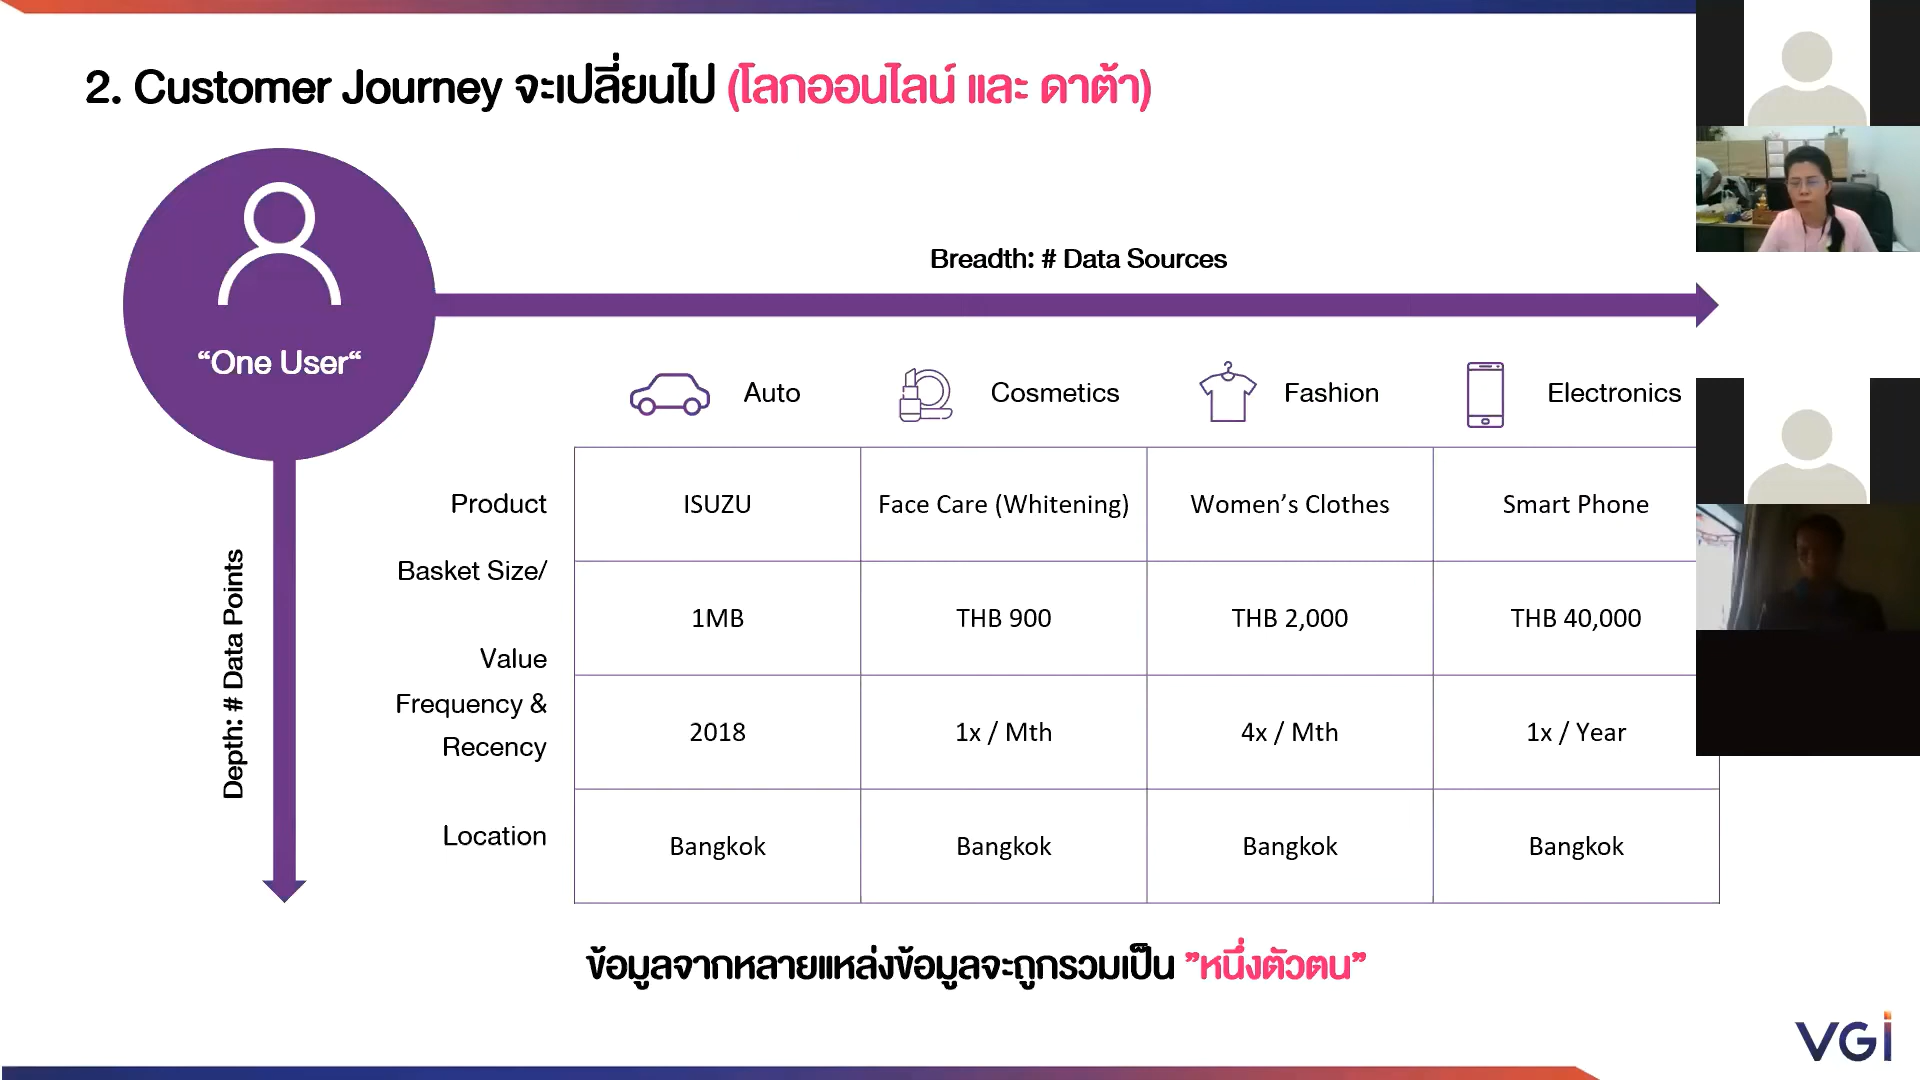 2. Customer Journey จะเปลี่ยนไป (โลกออนไลน์ และ ดาต้า)
“One User“
Breadth: # Data Sources
Auto
Cosmetics
Fashion
Electronics
Depth: # Data Points
Product
ISUZU
Face Care (Whitening)
Women’s Clothes
Smart Phone
Basket Size/
Value
1MB
THB 900
THB 2,000
THB 40,000
Frequency &
Recency
2018
1x / Mth
4x / Mth
1x / Year
Location
Bangkok
Bangkok
Bangkok
Bangkok
ข้อมูลจากหลายแหล่งข้อมูลจะถูกรวมเป็น ”หนึ่งตัวตน”
VGI